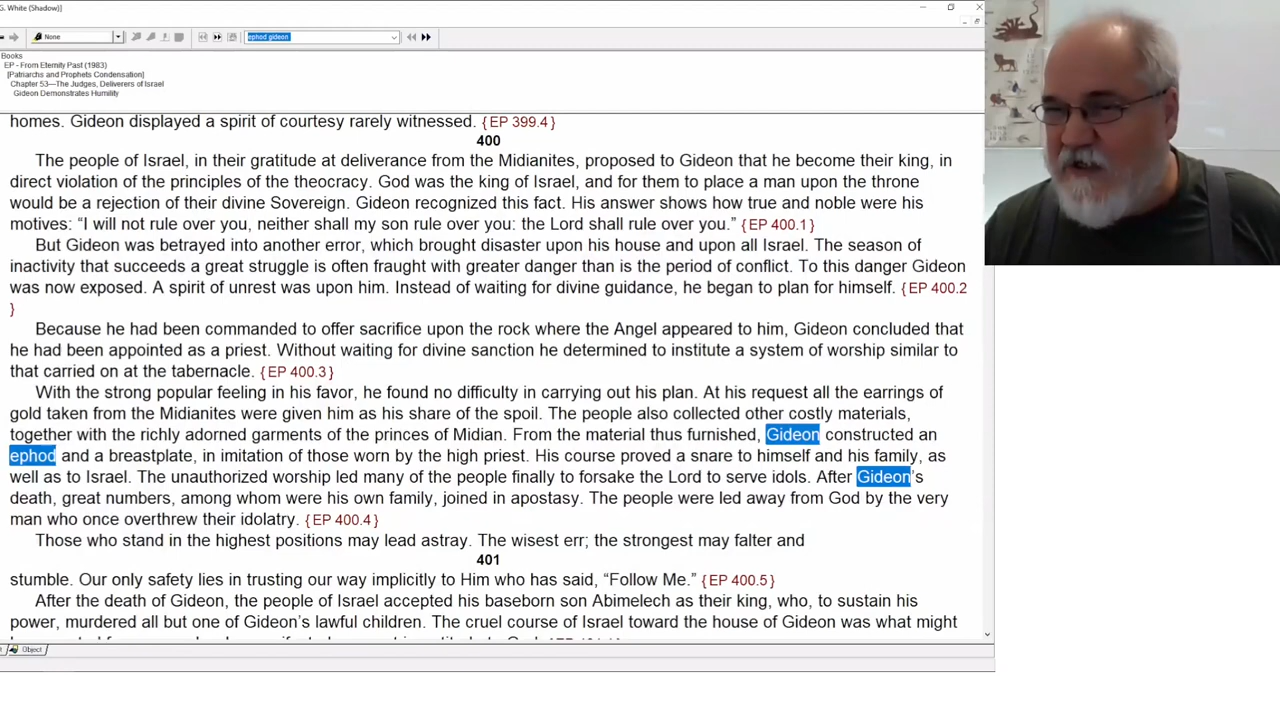 G. White (Shadow)]
None
ephod gideon
Books
EP - From Eternity Past (1983)
[Patriarchs and Prophets Condensation]
Chapter 53—The Judges, Deliverers of Israel
Gideon Demonstrates Humility
homes. Gideon displayed a spirit of courtesy rarely witnessed. {EP 399.4}
400
The people of Israel, in their gratitude at deliverance from the Midianites, proposed to Gideon that he become their king, in
direct violation of the principles of the theocracy. God was the king of Israel, and for them to place a man upon the throne
would be a rejection of their divine Sovereign. Gideon recognized this fact. His answer shows how true and noble were his
motives: “I will not rule over you, neither shall my son rule over you: the Lord shall rule over you.” {EP 400.1}
But Gideon was betrayed into another error, which brought disaster upon his house and upon all Israel. The season of
inactivity that succeeds a great struggle is often fraught with greater danger than is the period of conflict. To this danger Gideon
was now exposed. A spirit of unrest was upon him. Instead of waiting for divine guidance, he began to plan for himself. {EP 400.2
}
Because he had been commanded to offer sacrifice upon the rock where the Angel appeared to him, Gideon concluded that
he had been appointed as a priest. Without waiting for divine sanction he determined to institute a system of worship similar to
that carried on at the tabernacle. {EP 400.3}
With the strong popular feeling in his favor, he found no difficulty in carrying out his plan. At his request all the earrings of
gold taken from the Midianites were given him as his share of the spoil. The people also collected other costly materials,
together with the richly adorned garments of the princes of Midian. From the material thus furnished, Gideon constructed an
ephod and a breastplate, in imitation of those worn by the high priest. His course proved a snare to himself and his family, as
well as to Israel. The unauthorized worship led many of the people finally to forsake the Lord to serve idols. After Gideon’s
death, great numbers, among whom were his own family, joined in apostasy. The people were led away from God by the very
man who once overthrew their idolatry. {EP 400.4}
Those who stand in the highest positions may lead astray. The wisest err; the strongest may falter and
401
stumble. Our only safety lies in trusting our way implicitly to Him who has said, “Follow Me.” {EP 400.5}
After the death of Gideon, the people of Israel accepted his baseborn son Abimelech as their king, who, to sustain his
power, murdered all but one of Gideon’s lawful children. The cruel course of Israel toward the house of Gideon was what might
Object